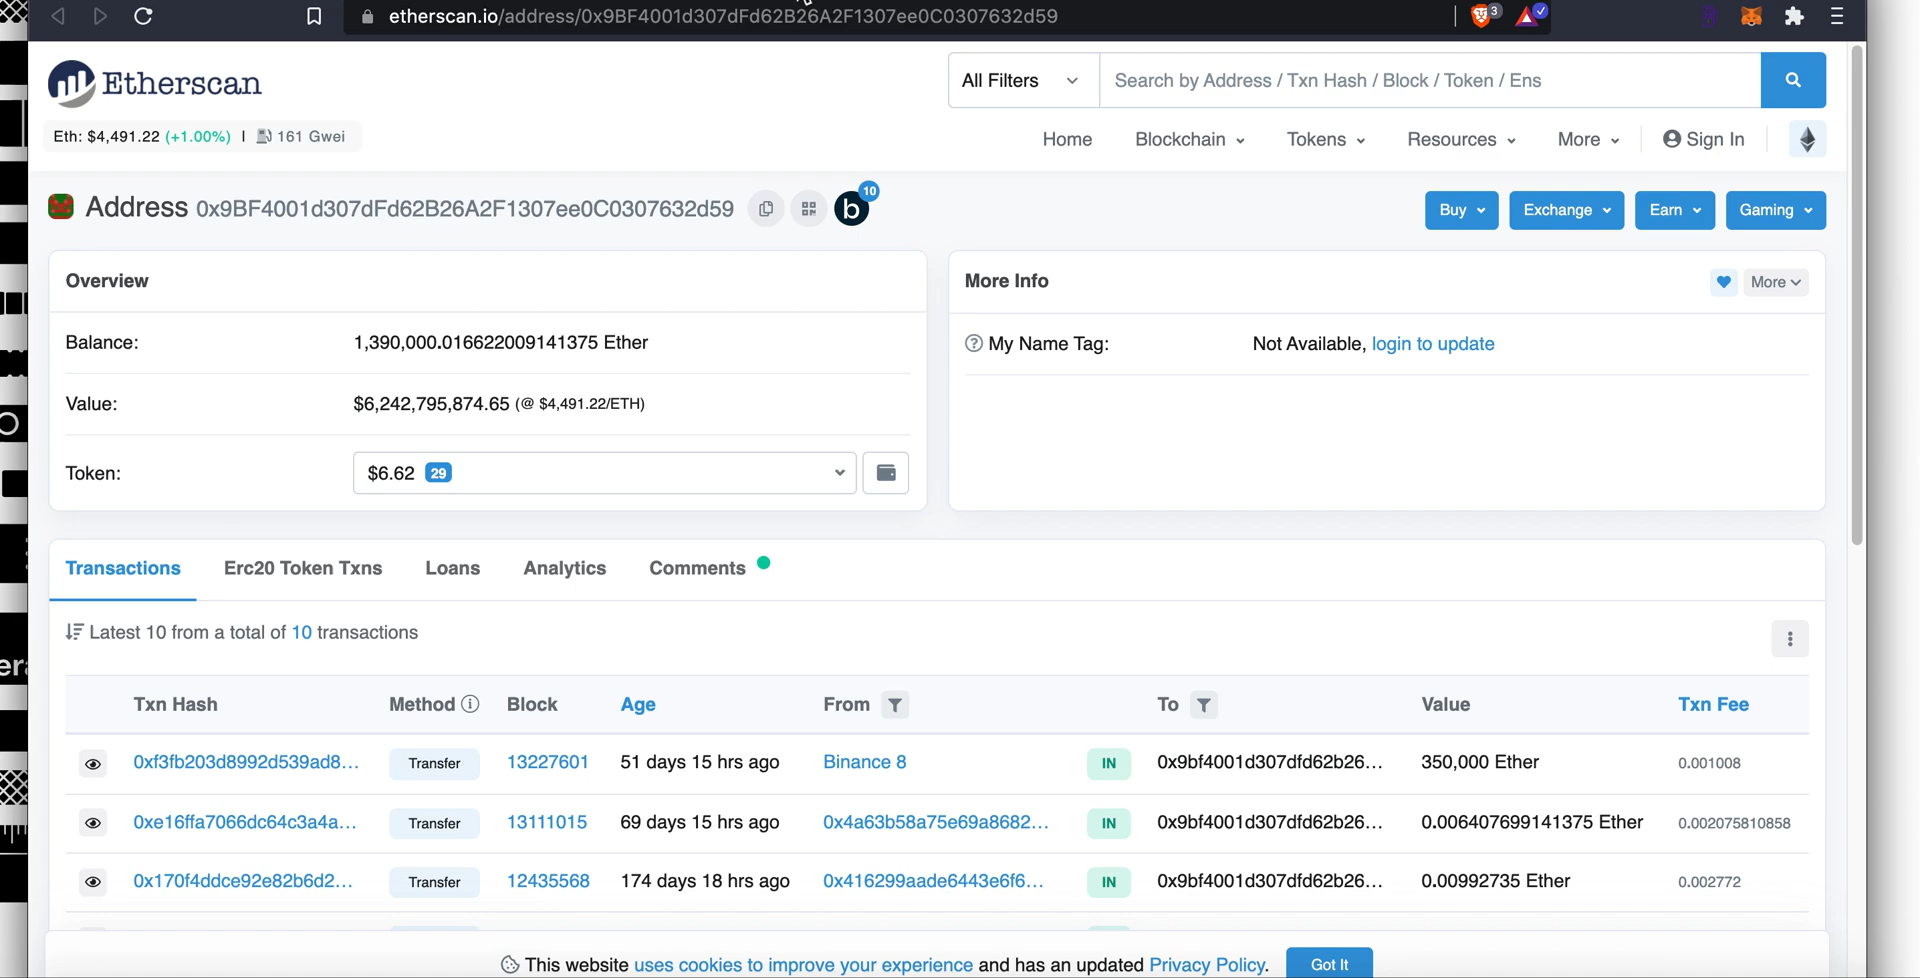 etherscan.io/address/0x9BF4001d307dFd62B26A2F1307ee0C0307632d59
3
Etherscan
All Filters
Search by Address / Txn Hash / Block / Token / Ens
Eth: $4,491.22 (+1.00%) | 161 Gwei
Home Blockchain Tokens Resources More Sign In
Address 0x9BF4001d307dFd62B26A2F1307ee0C0307632d59
b 10
Buy Exchange Earn Gaming
Overview
Balance: 1,390,000.016622009141375 Ether
Value: $6,242,795,874.65 (@ $4,491.22/ETH)
Token: $6.62 29
More Info
More
My Name Tag: Not Available, login to update
Transactions Erc20 Token Txns Loans Analytics Comments
Latest 10 from a total of 10 transactions
Txn Hash Method Block Age From To Value Txn Fee
0xf3fb203d8992d539ad8... Transfer 13227601 51 days 15 hrs ago Binance 8 IN 0x9bf4001d307dfd62b26... 350,000 Ether 0.001008
0xe16ffa7066dc64c3a4a... Transfer 13111015 69 days 15 hrs ago 0x4a63b58a75e69a8682... IN 0x9bf4001d307dfd62b26... 0.006407699141375 Ether 0.002075810858
0x170f4ddce92e82b6d2... Transfer 12435568 174 days 18 hrs ago 0x416299aade6443e6f6... IN 0x9bf4001d307dfd62b26... 0.00992735 Ether 0.002772
This website uses cookies to improve your experience and has an updated Privacy Policy.
Got It